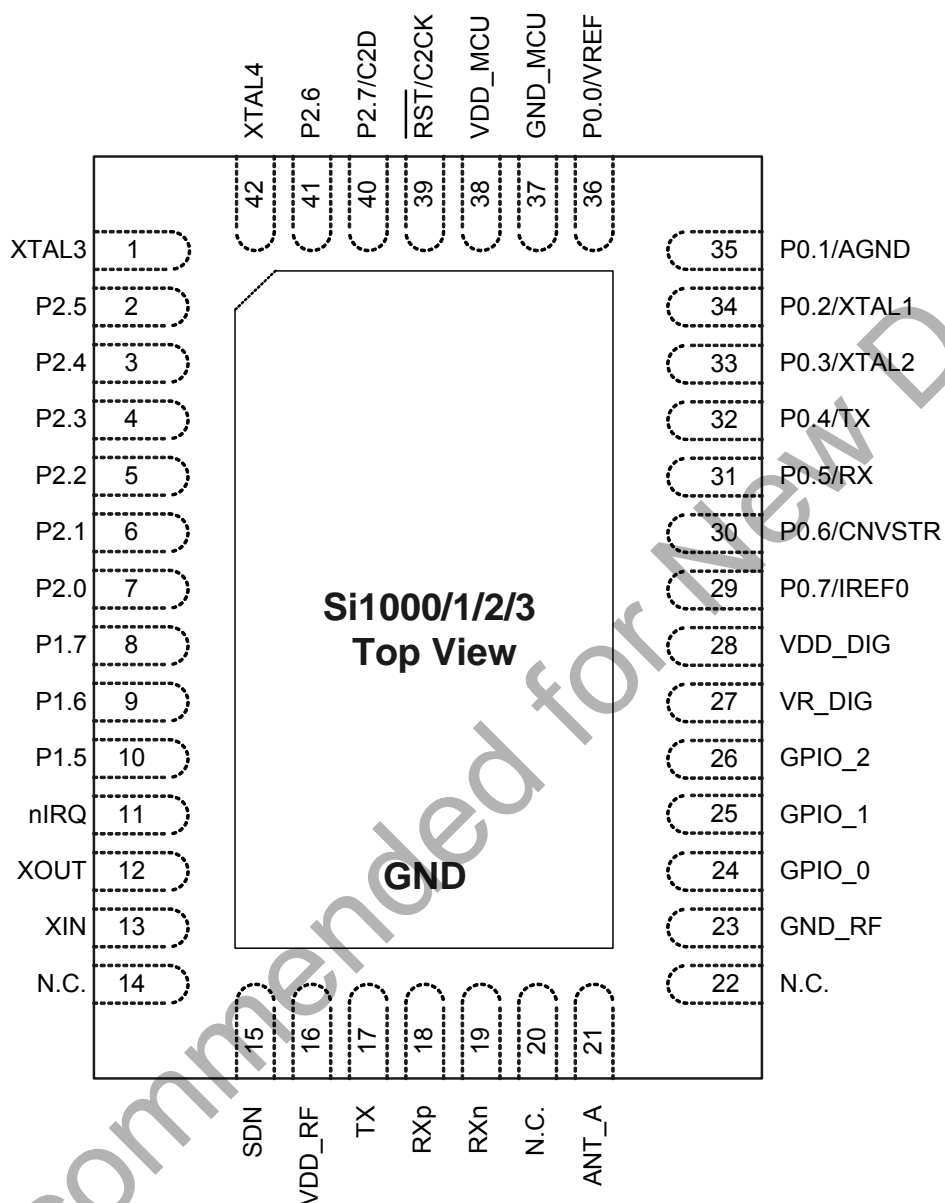 XTAL4
P2.6
P2.7/C2D
RST/C2CK
VDD_MCU
GND_MCU
P0.0/VREF
42
41
40
39
38
37
36
XTAL3 1
P2.5 2
P2.4 3
P2.3 4
P2.2 5
P2.1 6
P2.0 7
P1.7 8
P1.6 9
P1.5 10
nIRQ 11
XOUT 12
XIN 13
N.C. 14
35 P0.1/AGND
34 P0.2/XTAL1
33 P0.3/XTAL2
32 P0.4/TX
31 P0.5/RX
30 P0.6/CNVSTR
29 P0.7/IREF0
28 VDD_DIG
27 VR_DIG
26 GPIO_2
25 GPIO_1
24 GPIO_0
23 GND_RF
22 N.C.
Si1000/1/2/3
Top View
GND
15
16
17
18
19
20
21
SDN
VDD_RF
TX
RXp
RXn
N.C.
ANT_A
ommended for New D